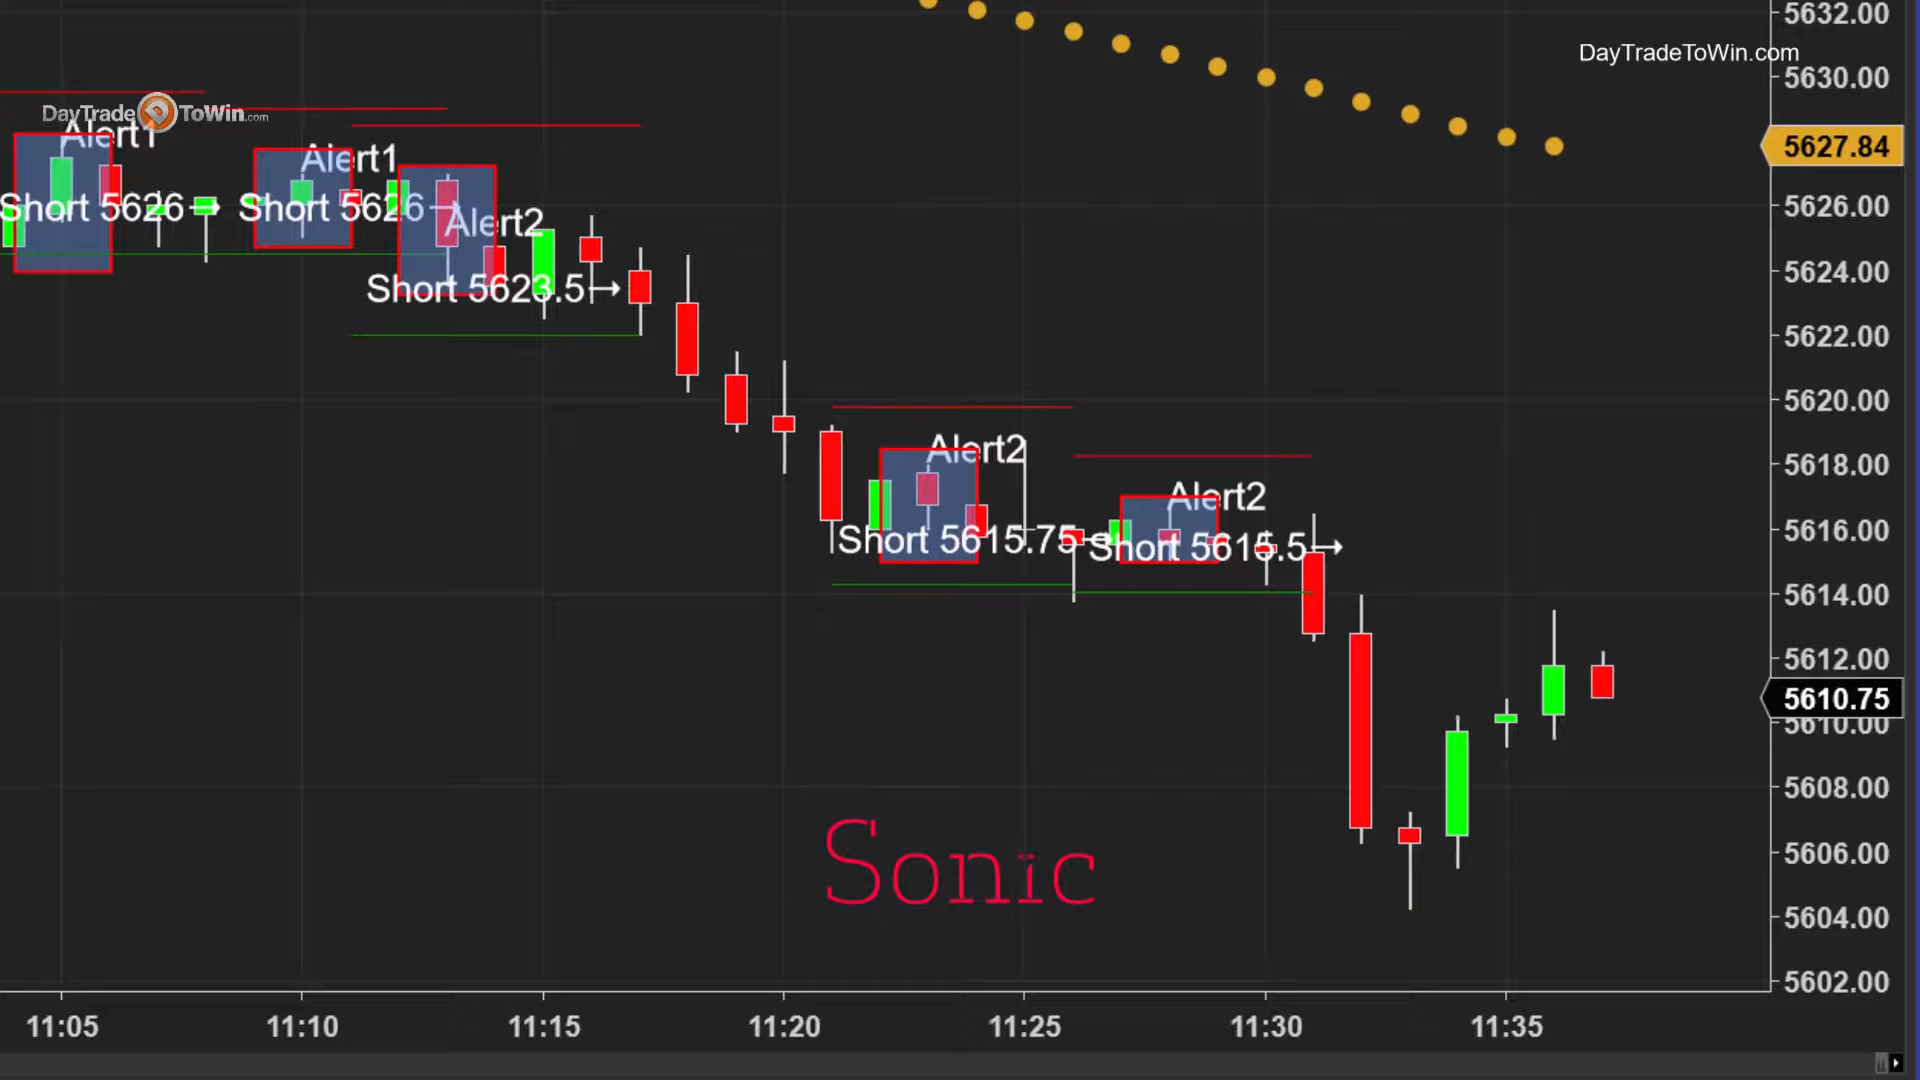 5632.00
DayTradeToWin.com
5630.00
DayTradeToWin.com
Alert1
5627.84
Alert1
5626.00
Short 5626
Short 5626
Alert2
5624.00
Short 5623.5
5622.00
5620.00
Alert2
5618.00
Alert2
5616.00
Short 5615.75
Short 5615.5
5614.00
5612.00
5610.75
5610.00
5608.00
Sonic
5606.00
5604.00
5602.00
11:05 11:10 11:15 11:20 11:25 11:30 11:35